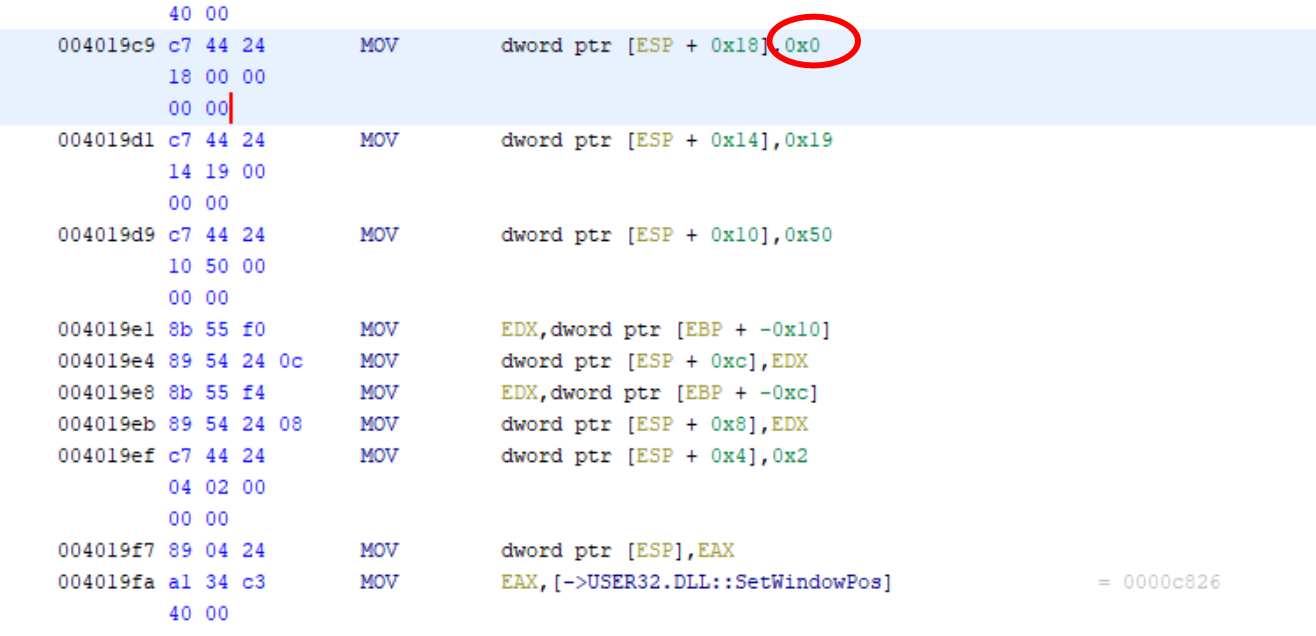 40 00
004019c9 c7 44 24 MOV dword ptr [ESP + 0x18],0x0
18 00 00
00 00
004019d1 c7 44 24 MOV dword ptr [ESP + 0x14],0x19
14 19 00
00 00
004019d9 c7 44 24 MOV dword ptr [ESP + 0x10],0x50
10 50 00
00 00
004019e1 8b 55 f0 MOV EDX,dword ptr [EBP + -0x10]
004019e4 89 54 24 0c MOV dword ptr [ESP + 0xc],EDX
004019e8 8b 55 f4 MOV EDX,dword ptr [EBP + -0xc]
004019eb 89 54 24 08 MOV dword ptr [ESP + 0x8],EDX
004019ef c7 44 24 MOV dword ptr [ESP + 0x4],0x2
04 02 00
00 00
004019f7 89 04 24 MOV dword ptr [ESP],EAX
004019fa a1 34 c3 MOV EAX,[->USER32.DLL::SetWindowPos] = 0000c826
40 00